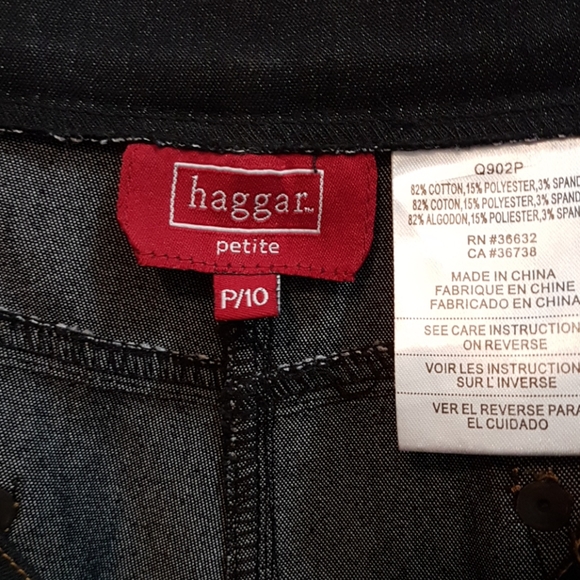 haggar
petite
P/10
Q902P
82% COTTON, 15% POLYESTER, 3% SPAND
82% COTON, 15% POLYESTER, 3% SPAND
82% ALGODON, 15% POLIESTER, 3% SPAN
RN #36632
CA #36738
MADE IN CHINA
FABRIQUE EN CHINE
FABRICADO EN CHINA
SEE CARE INSTRUCTION
ON REVERSE
VOIR LES INSTRUCTION
SUR L' INVERSE
VER EL REVERSE PARA
EL CUIDADO